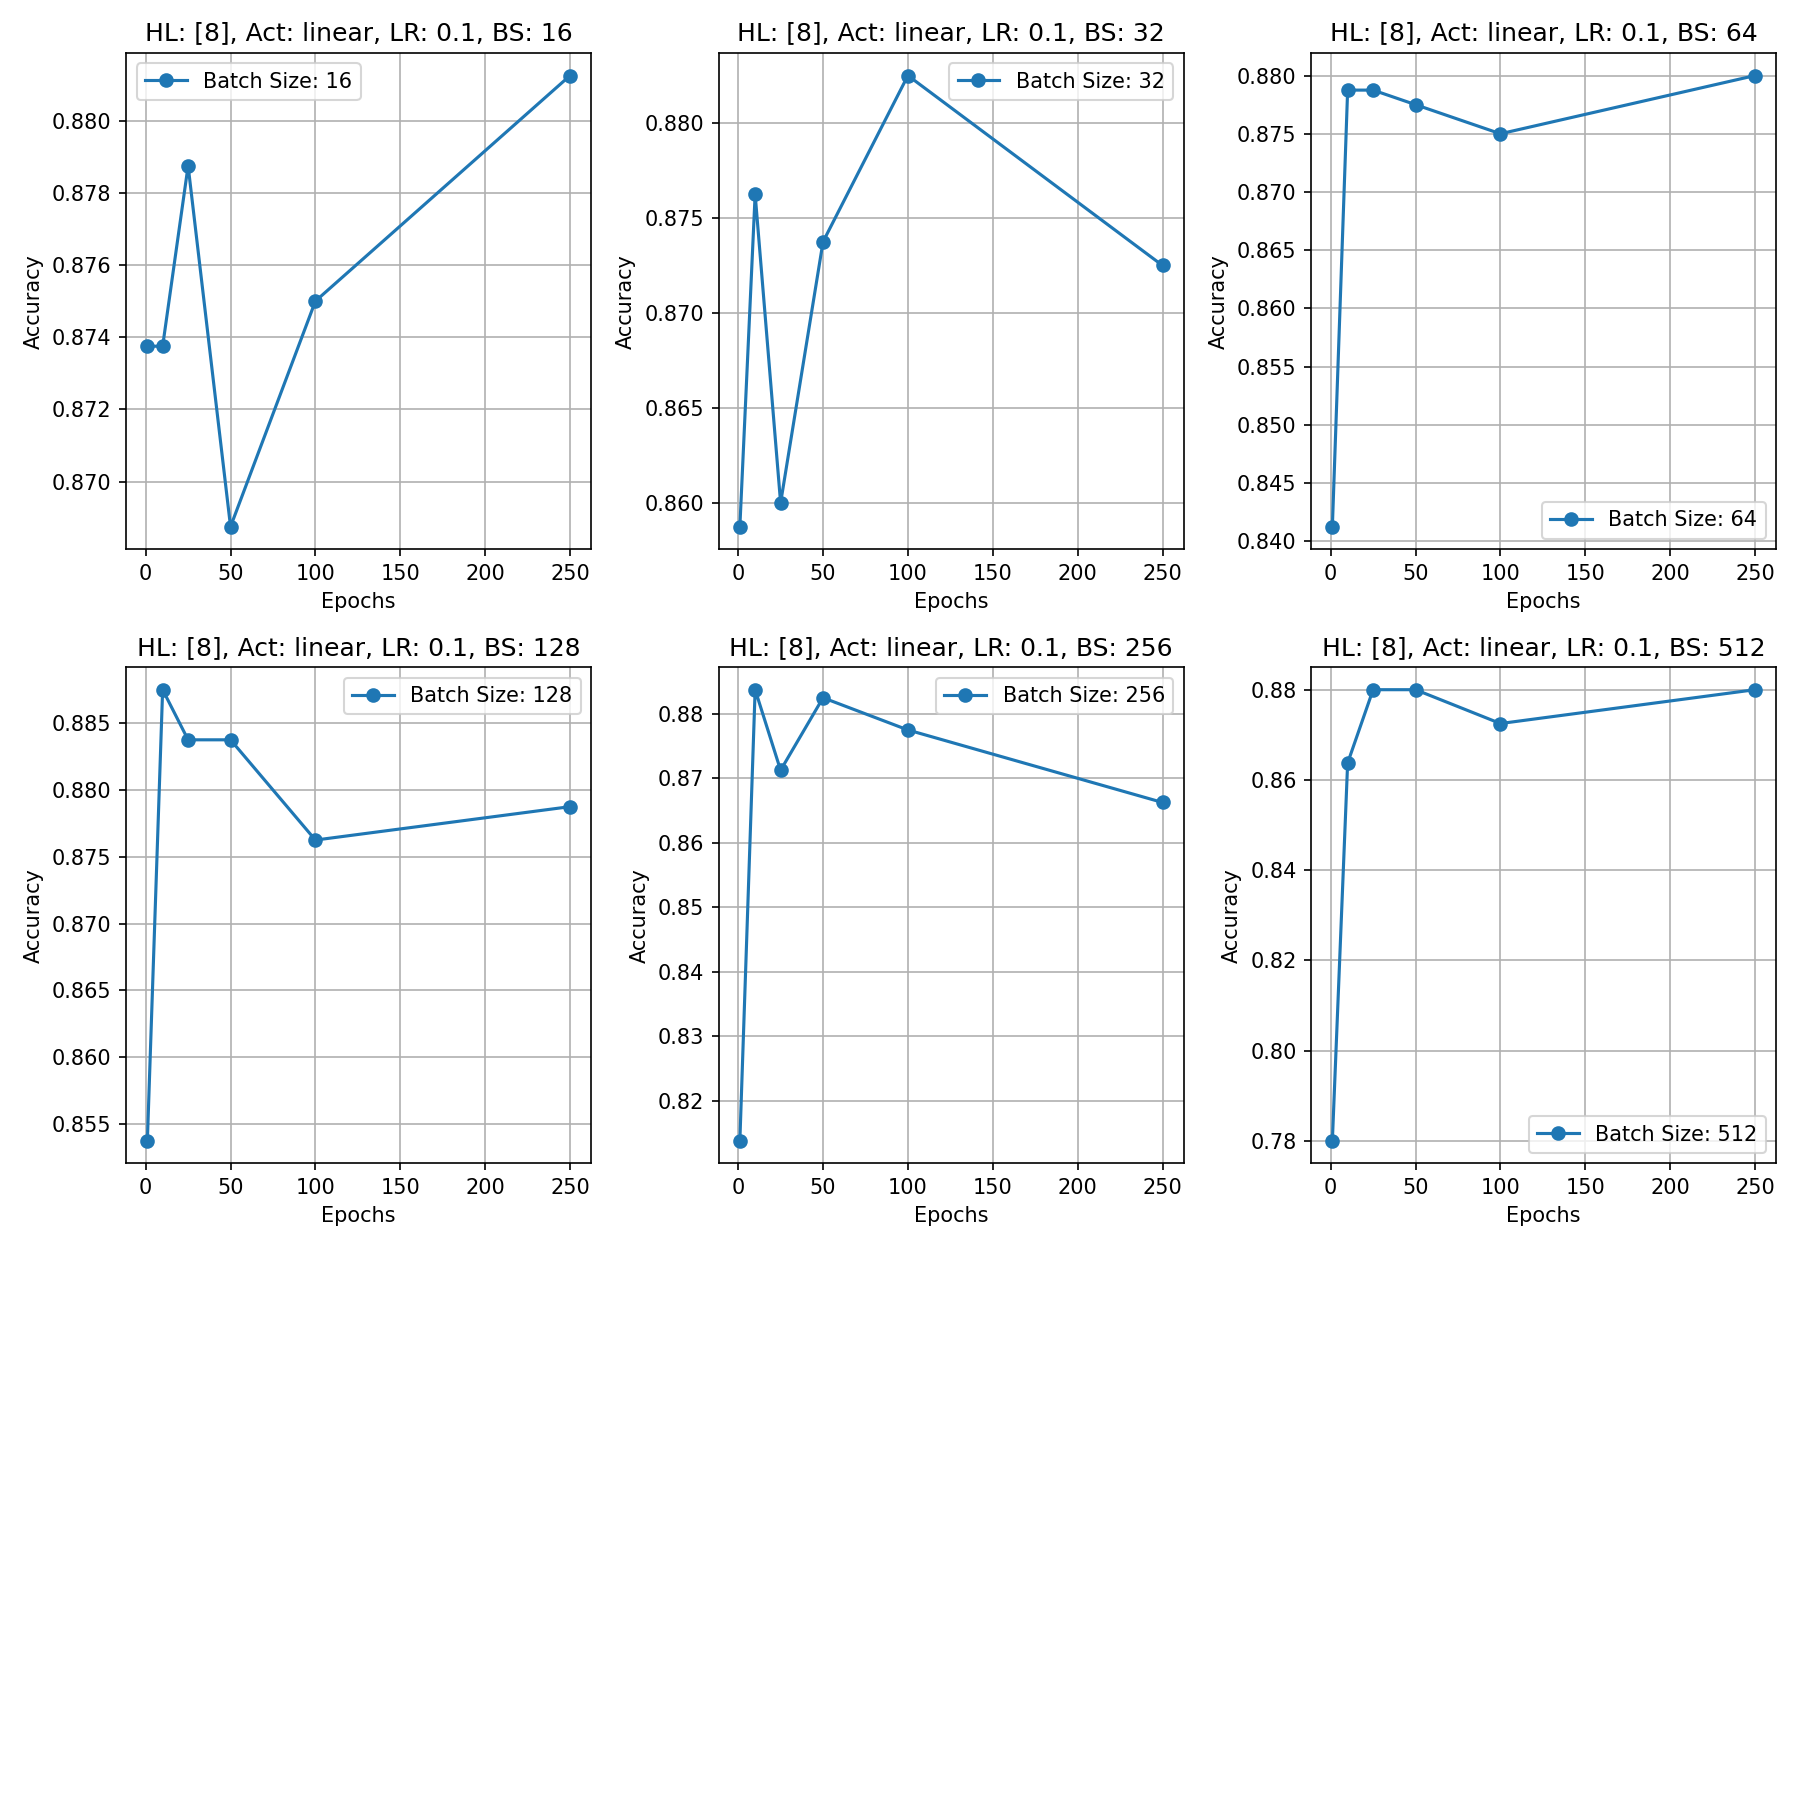 HL: [8], Act: linear, LR: 0.1, BS: 16
Batch Size: 16
0.880
0.878
0.876
0.874
0.872
0.870
Accuracy
0 50 100 150 200 250
Epochs
HL: [8], Act: linear, LR: 0.1, BS: 32
Batch Size: 32
0.880
0.875
0.870
0.865
0.860
Accuracy
0 50 100 150 200 250
Epochs
HL: [8], Act: linear, LR: 0.1, BS: 64
0.880
0.875
0.870
0.865
0.860
0.855
0.850
0.845
0.840
Accuracy
Batch Size: 64
0 50 100 150 200 250
Epochs
HL: [8], Act: linear, LR: 0.1, BS: 128
Batch Size: 128
0.885
0.880
0.875
0.870
0.865
0.860
0.855
Accuracy
0 50 100 150 200 250
Epochs
HL: [8], Act: linear, LR: 0.1, BS: 256
Batch Size: 256
0.88
0.87
0.86
0.85
0.84
0.83
0.82
Accuracy
0 50 100 150 200 250
Epochs
HL: [8], Act: linear, LR: 0.1, BS: 512
0.88
0.86
0.84
0.82
0.80
0.78
Accuracy
Batch Size: 512
0 50 100 150 200 250
Epochs